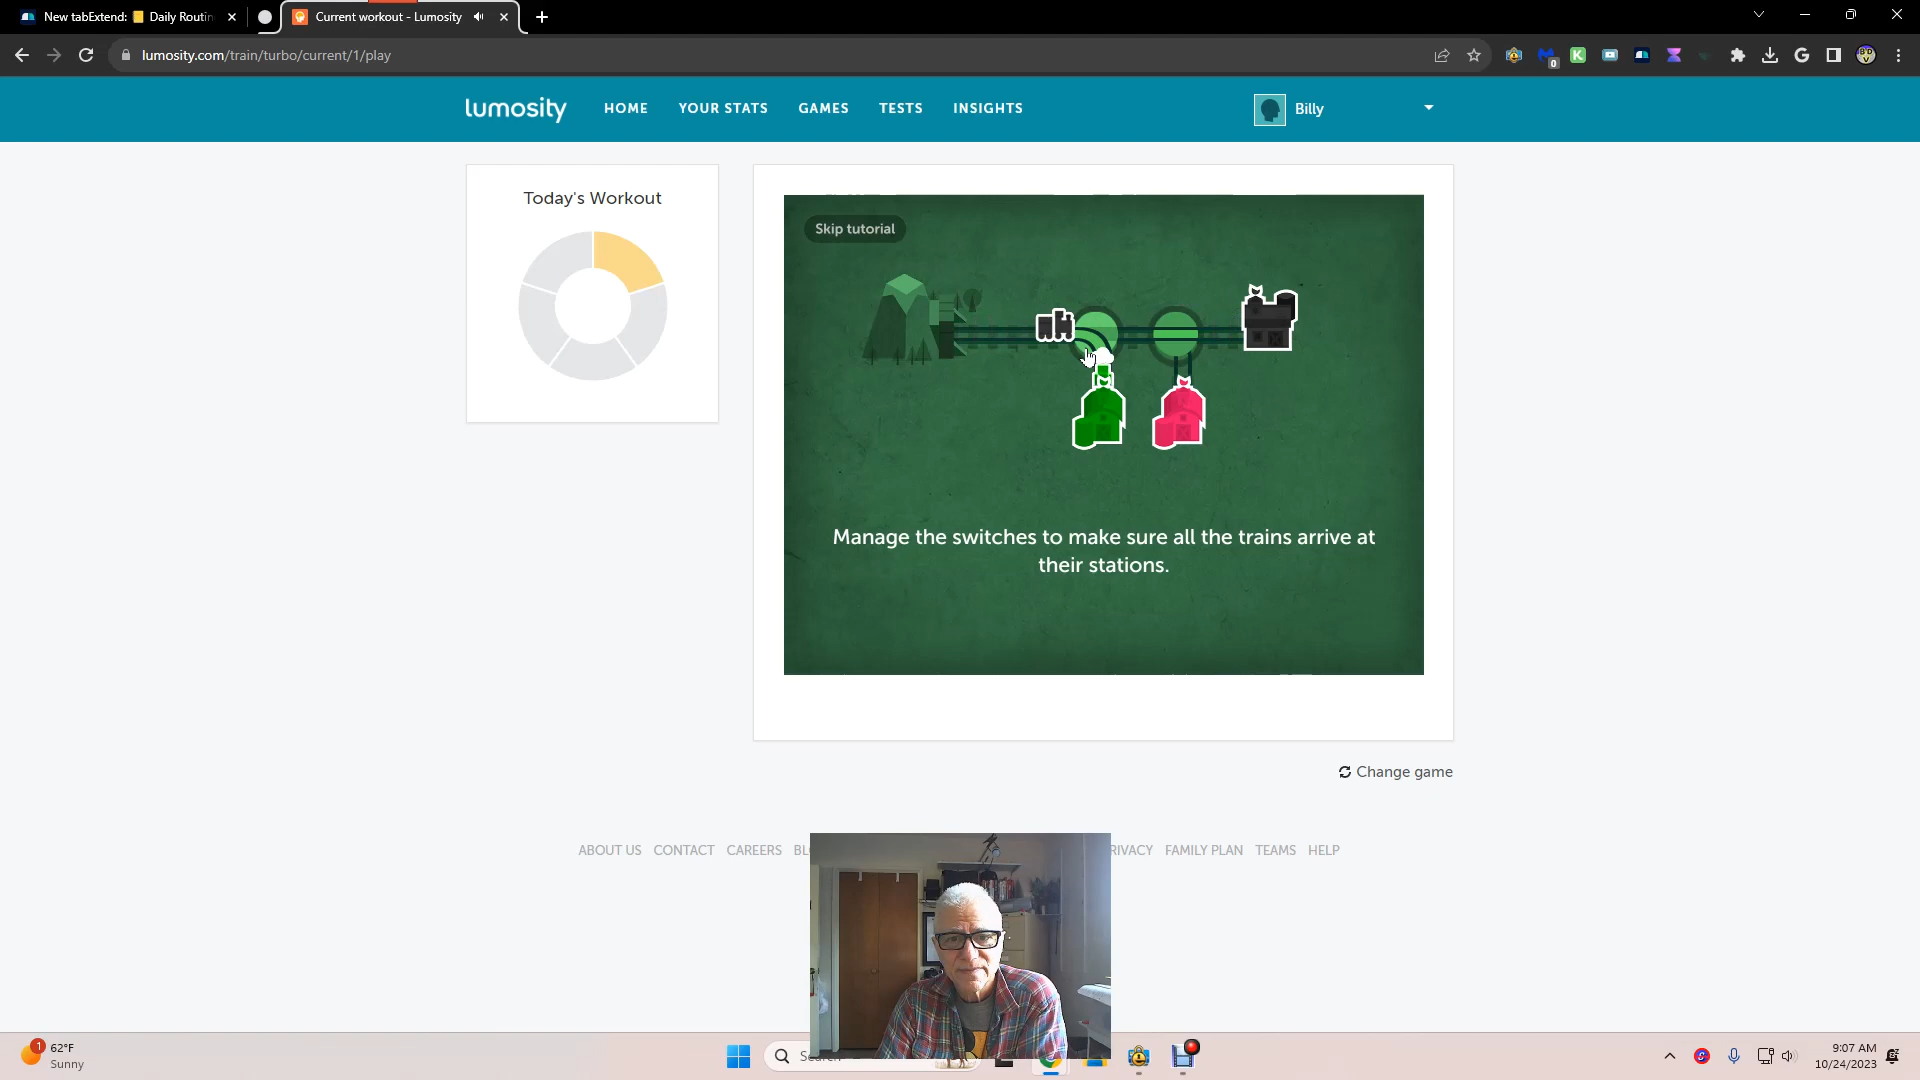 New tabExtend: Daily Routin
Current workout - Lumosity
lumosity.com/train/turbo/current/1/play
0
lumosity
HOME
YOUR STATS
GAMES
TESTS
INSIGHTS
Billy
Today's Workout
Skip tutorial
Manage the switches to make sure all the trains arrive at
their stations.
Change game
ABOUT US CONTACT CAREERS BL
RIVACY FAMILY PLAN TEAMS HELP
1
62°F
Sunny
9:07 AM
10/24/2023